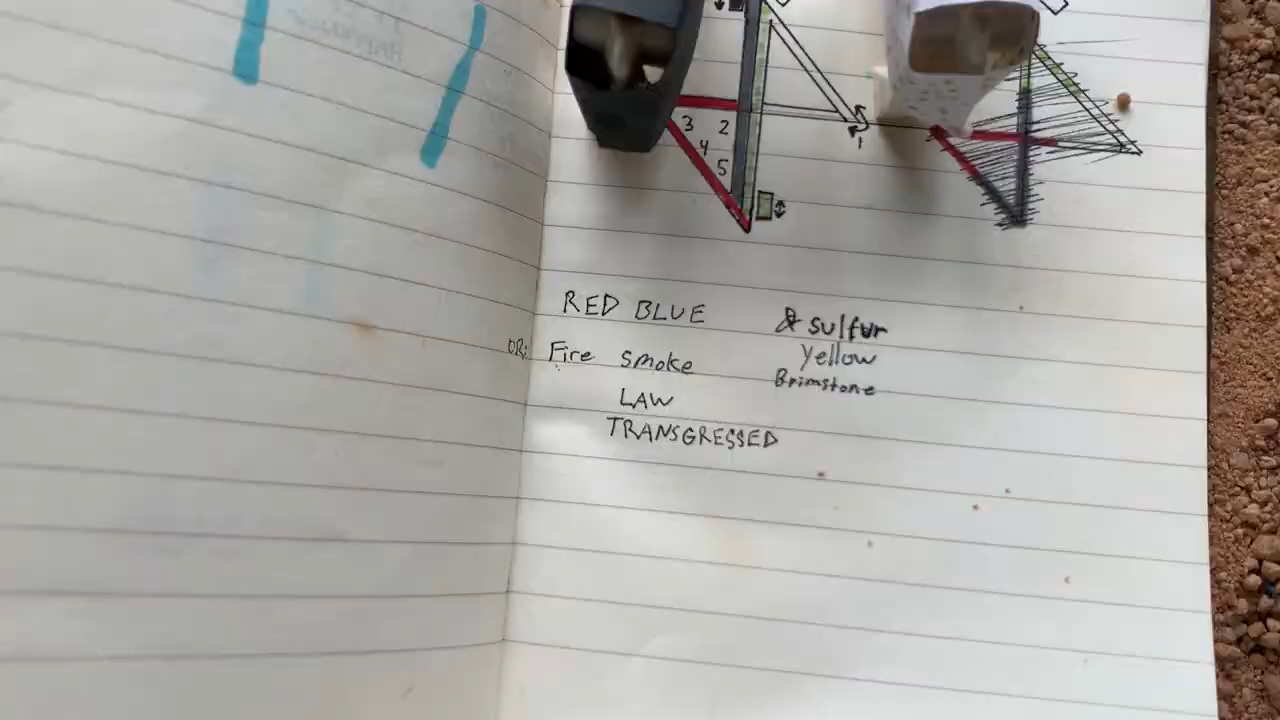 3 2
4
5
1
RED BLUE & sulfur
OR: Fire smoke Yellow
Brimstone
LAW
TRANSGRESSED